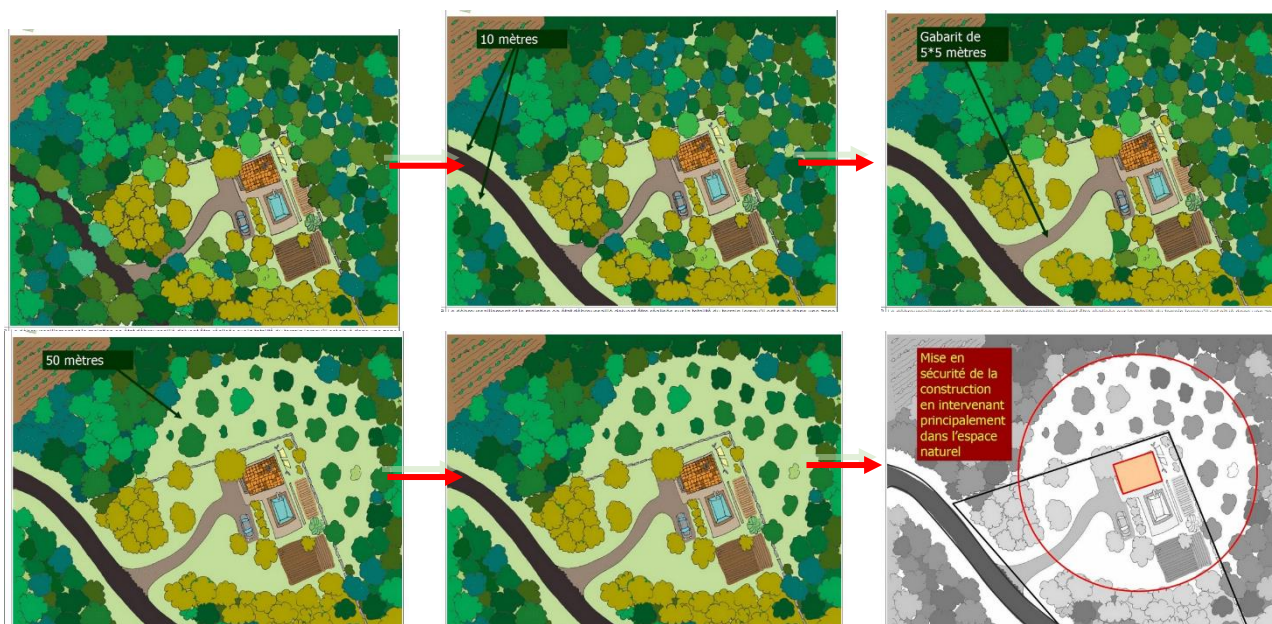 10 mètres
Gabarit de
5*5 mètres
50 mètres
Mise en
sécurité de la
construction
en intervenant
principalement
dans l'espace
naturel